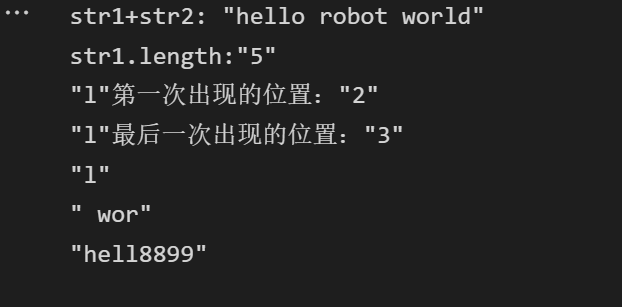 ...
str1+str2: "hello robot world"
str1.length:"5"
"l"第一次出现的位置："2"
"l"最后一次出现的位置："3"
"l"
" wor"
"hell8899"